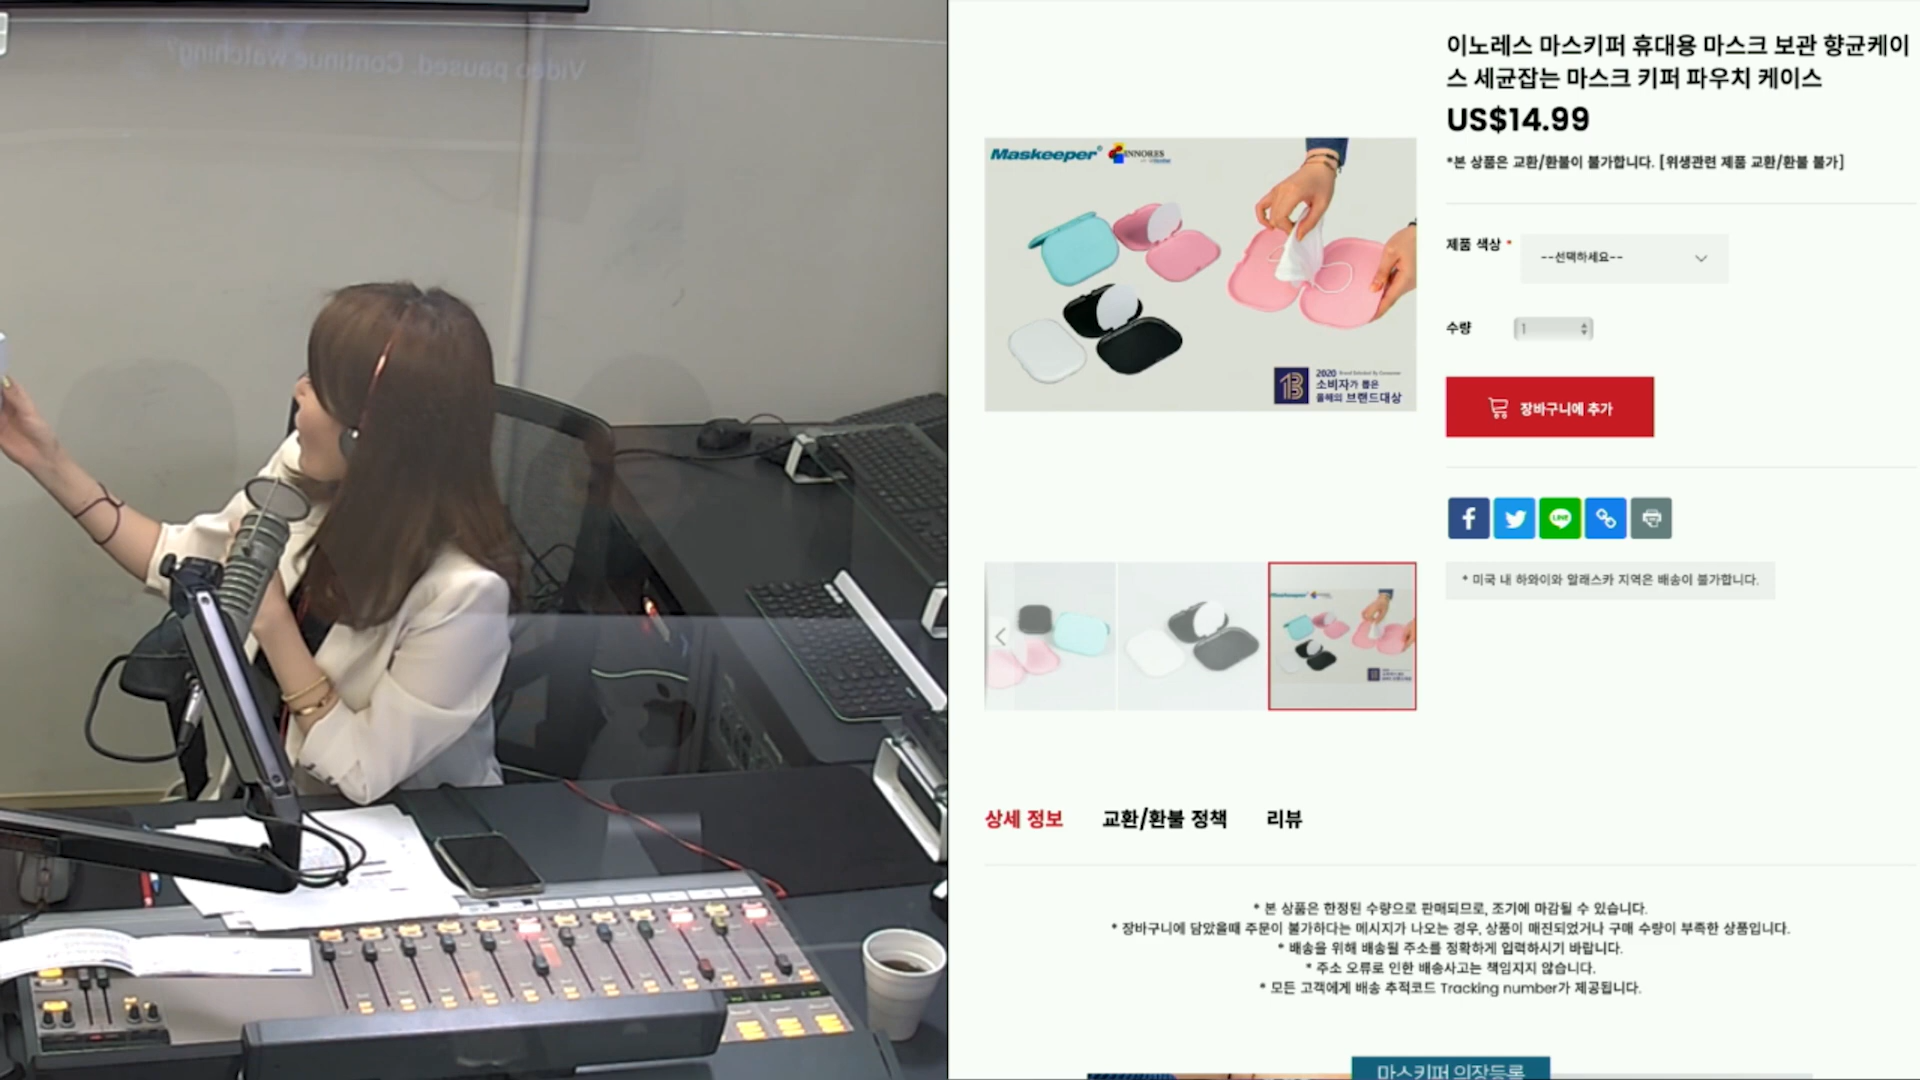 Video paused. Continue watching?
이노레스 마스키퍼 휴대용 마스크 보관 향균케이
스 세균잡는 마스크 키퍼 파우치 케이스
US$14.99
*본 상품은 교환/환불이 불가합니다. [위생관련 제품 교환/환불 불가]
Maskeeper
INNORES
2020 Brand Selected By Consumer
소비자가 뽑은
올해의 브랜드대상
제품 색상 *
--선택하세요--
수량
1
장바구니에 추가
LINE
* 미국 내 하와이와 알래스카 지역은 배송이 불가합니다.
상세 정보
교환/환불 정책
리뷰
* 본 상품은 한정된 수량으로 판매되므로, 조기에 마감될 수 있습니다.
* 장바구니에 담았을때 주문이 불가하다는 메시지가 나오는 경우, 상품이 매진되었거나 구매 수량이 부족한 상품입니다.
* 배송을 위해 배송될 주소를 정확하게 입력하시기 바랍니다.
* 주소 오류로 인한 배송사고는 책임지지 않습니다.
* 모든 고객에게 배송 추적코드 Tracking number가 제공됩니다.
마스키퍼 의장등록